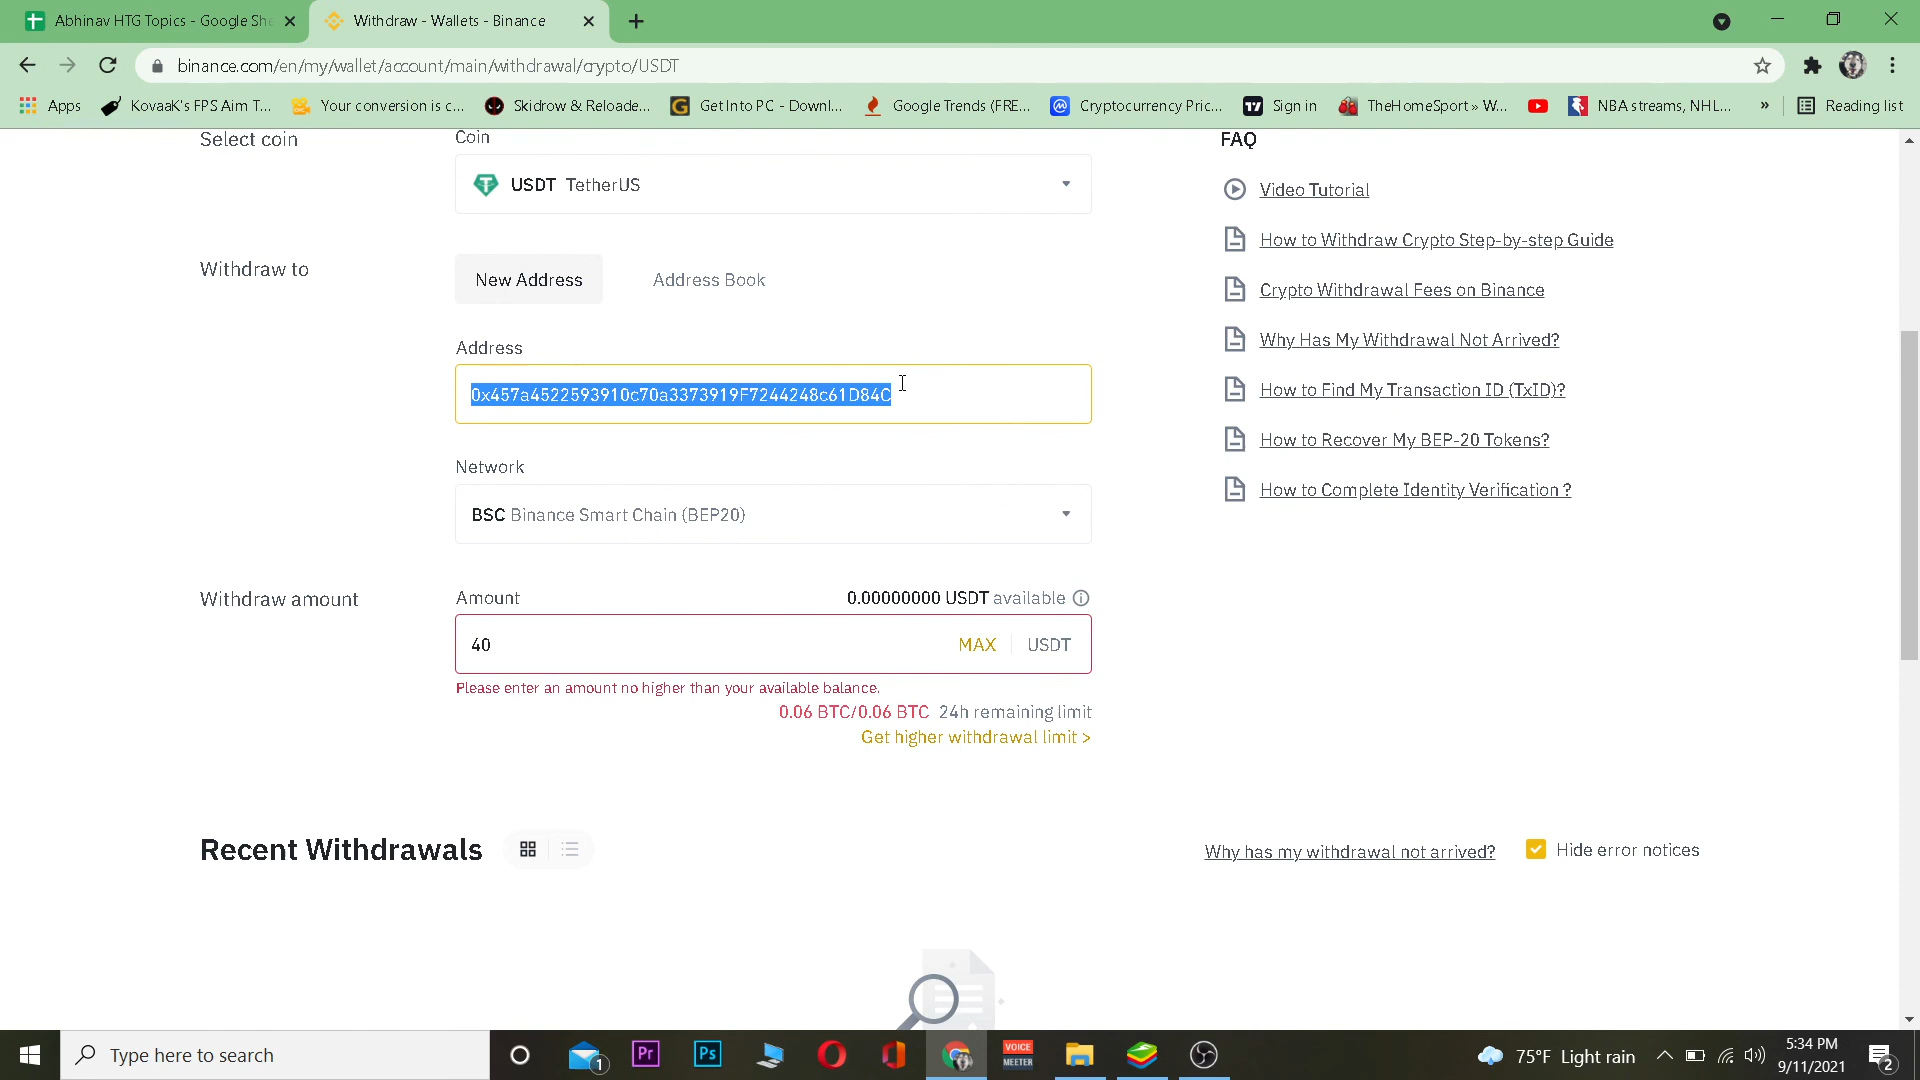 Abhinav HTG Topics - Google She
Withdraw - Wallets - Binance
binance.com/en/my/wallet/account/main/withdrawal/crypto/USDT
Apps
KovaaK's FPS Aim T...
Your conversion is c...
Skidrow & Reloade...
Get Into PC - Downl...
Google Trends (FRE...
Cryptocurrency Pric...
Sign in
TheHomeSport » W...
NBA streams, NHL...
»
Reading list
Select coin
Coin
USDT TetherUS
Withdraw to
New Address
Address Book
Address
0x457a4522593910c70a3373919F7244248c61D84C
Network
BSC Binance Smart Chain (BEP20)
Withdraw amount
Amount
0.00000000 USDT available
40
MAX
USDT
Please enter an amount no higher than your available balance.
0.06 BTC/0.06 BTC 24h remaining limit
Get higher withdrawal limit >
FAQ
Video Tutorial
How to Withdraw Crypto Step-by-step Guide
Crypto Withdrawal Fees on Binance
Why Has My Withdrawal Not Arrived?
How to Find My Transaction ID (TxID)?
How to Recover My BEP-20 Tokens?
How to Complete Identity Verification ?
Recent Withdrawals
Why has my withdrawal not arrived?
Hide error notices
Type here to search
1
Pr
Ps
VOICE
MEETER
75°F Light rain
5:34 PM
9/11/2021
2